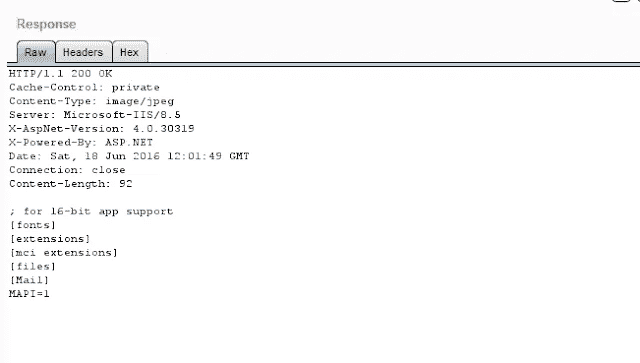 Response
Raw Headers Hex
HTTP/1.1 200 OK
Cache-Control: private
Content-Type: image/jpeg
Server: Microsoft-IIS/8.5
X-AspNet-Version: 4.0.30319
X-Powered-By: ASP.NET
Date: Sat, 18 Jun 2016 12:01:49 GMT
Connection: close
Content-Length: 92
; for 16-bit app support
[fonts]
[extensions]
[mci extensions]
[files]
[Mail]
MAPI=1